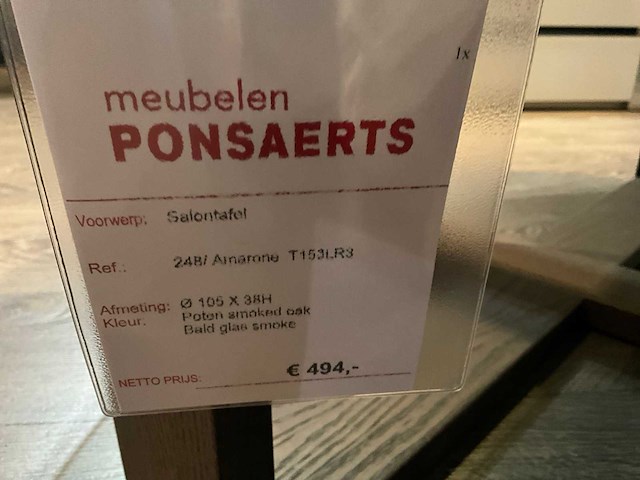 1x
meubelen
PONSAERTS
Voorwerp: Salontafel
Ref.: 248/ Amarone T153LR3
Afmeting: Ø 105 X 38H
Kleur: Poten smoked oak
Blad glas smoke
NETTO PRIJS: € 494,-